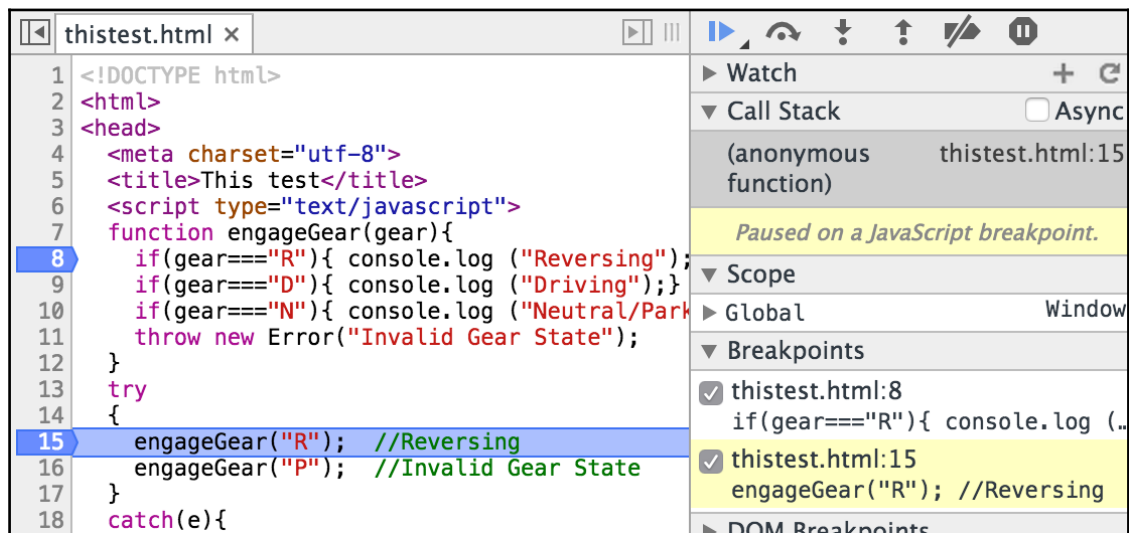 thistest.html ×
1 <!DOCTYPE html>
2 <html>
3 <head>
4 <meta charset="utf-8">
5 <title>This test</title>
6 <script type="text/javascript">
7 function engageGear(gear){
8 if(gear==="R"){ console.log ("Reversing");
9 if(gear==="D"){ console.log ("Driving");}
10 if(gear==="N"){ console.log ("Neutral/Park
11 throw new Error("Invalid Gear State");
12 }
13 try
14 {
15 engageGear("R"); //Reversing
16 engageGear("P"); //Invalid Gear State
17 }
18 catch(e){
Watch
Call Stack Async
(anonymous function) thistest.html:15
Paused on a JavaScript breakpoint.
Scope
Global Window
Breakpoints
thistest.html:8
if(gear==="R"){ console.log (…
thistest.html:15
engageGear("R"); //Reversing
DOM Breakpoints